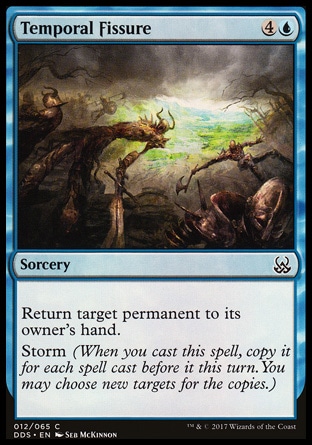 Temporal Fissure 4
Sorcery
Return target permanent to its
owner's hand.
Storm (When you cast this spell, copy it
for each spell cast before it this turn. You
may choose new targets for the copies.)
012/065 C
DDS • EN Seb McKinnon
™ & © 2017 Wizards of the Coast